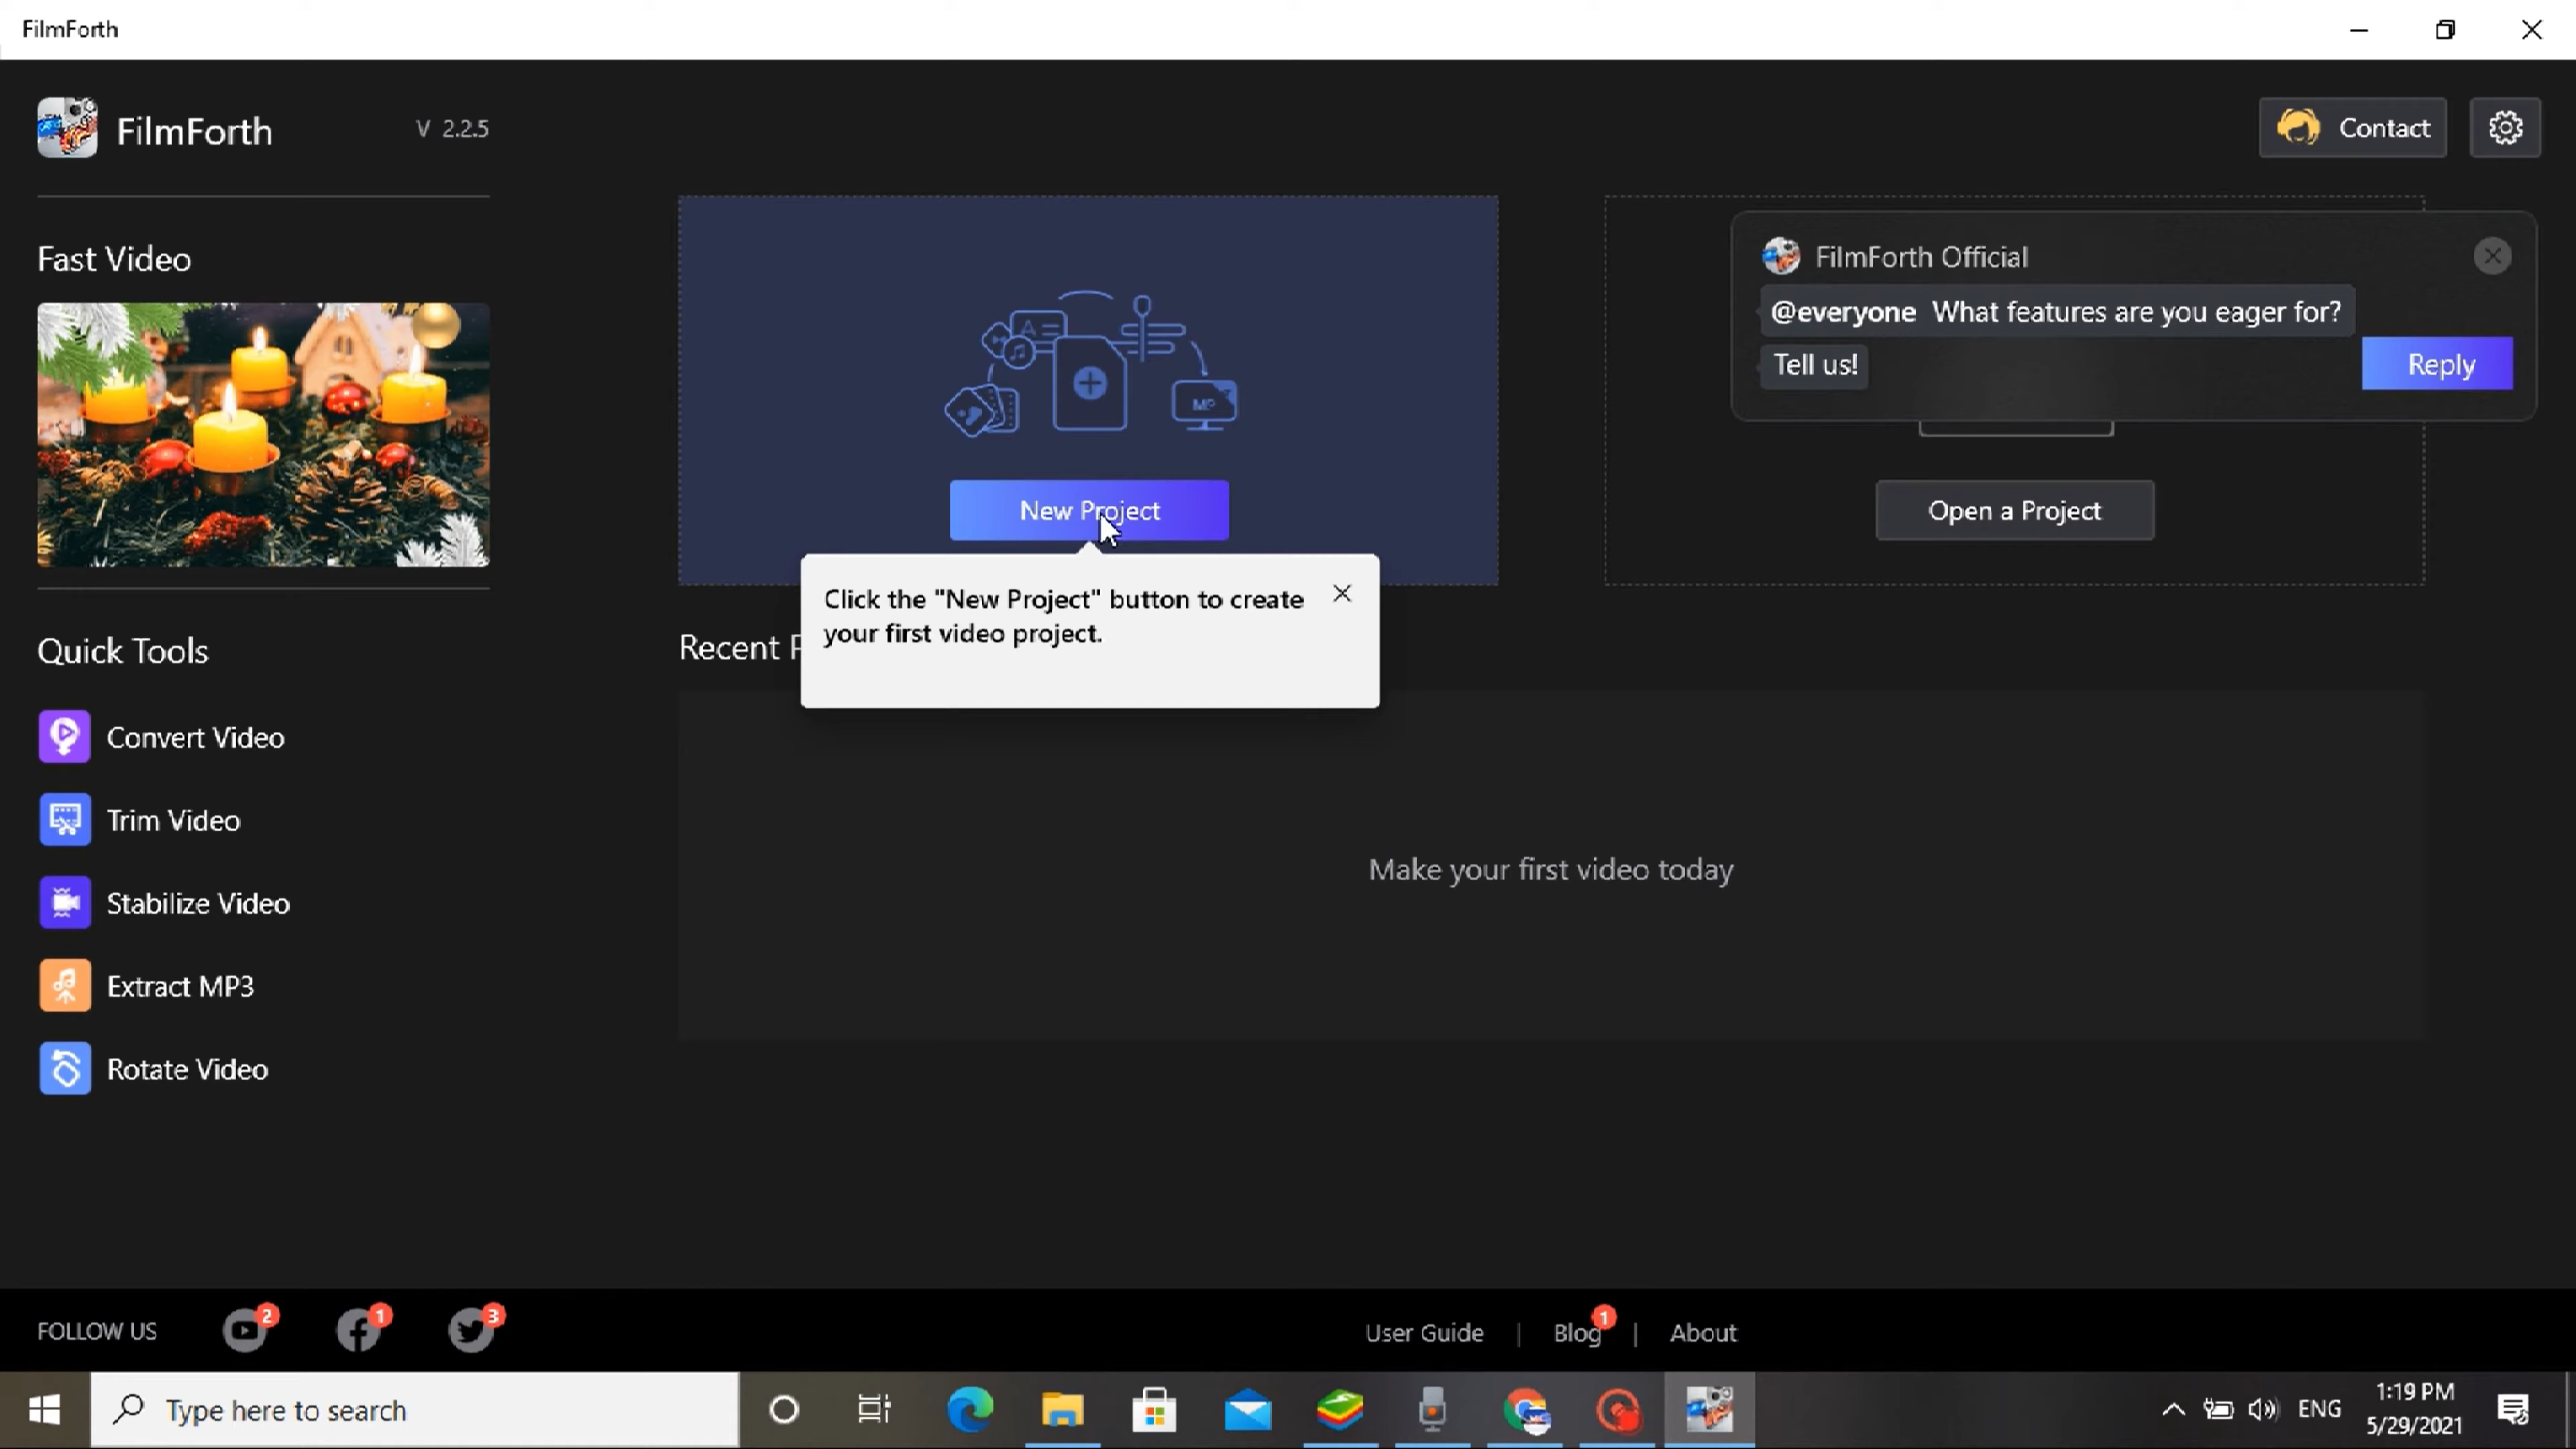 FilmForth
FilmForth
V 2.2.5
Contact
Fast Video
FilmForth Official
@everyone What features are you eager for?
Tell us!
Reply
A
MP
New Project
Open a Project
Click the "New Project" button to create
your first video project.
Recent P
Quick Tools
Convert Video
Trim Video
Stabilize Video
Extract MP3
Rotate Video
Make your first video today
FOLLOW US
2
1
3
User Guide | Blog 1 | About
Type here to search
ENG
1:19 PM
5/29/2021